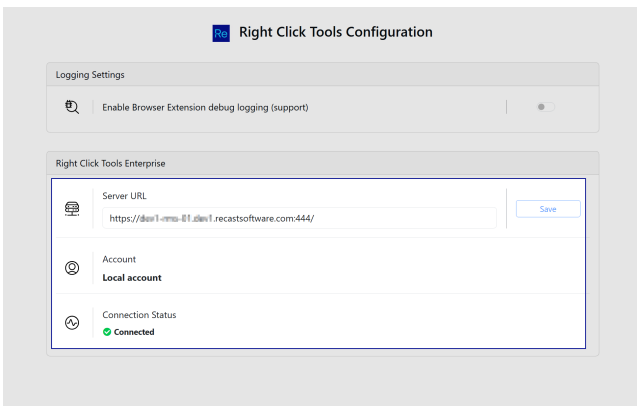 Re Right Click Tools Configuration
Logging Settings
Enable Browser Extension debug logging (support)
Right Click Tools Enterprise
Server URL
https:// .recastsoftware.com:444/
Save
Account
Local account
Connection Status
Connected